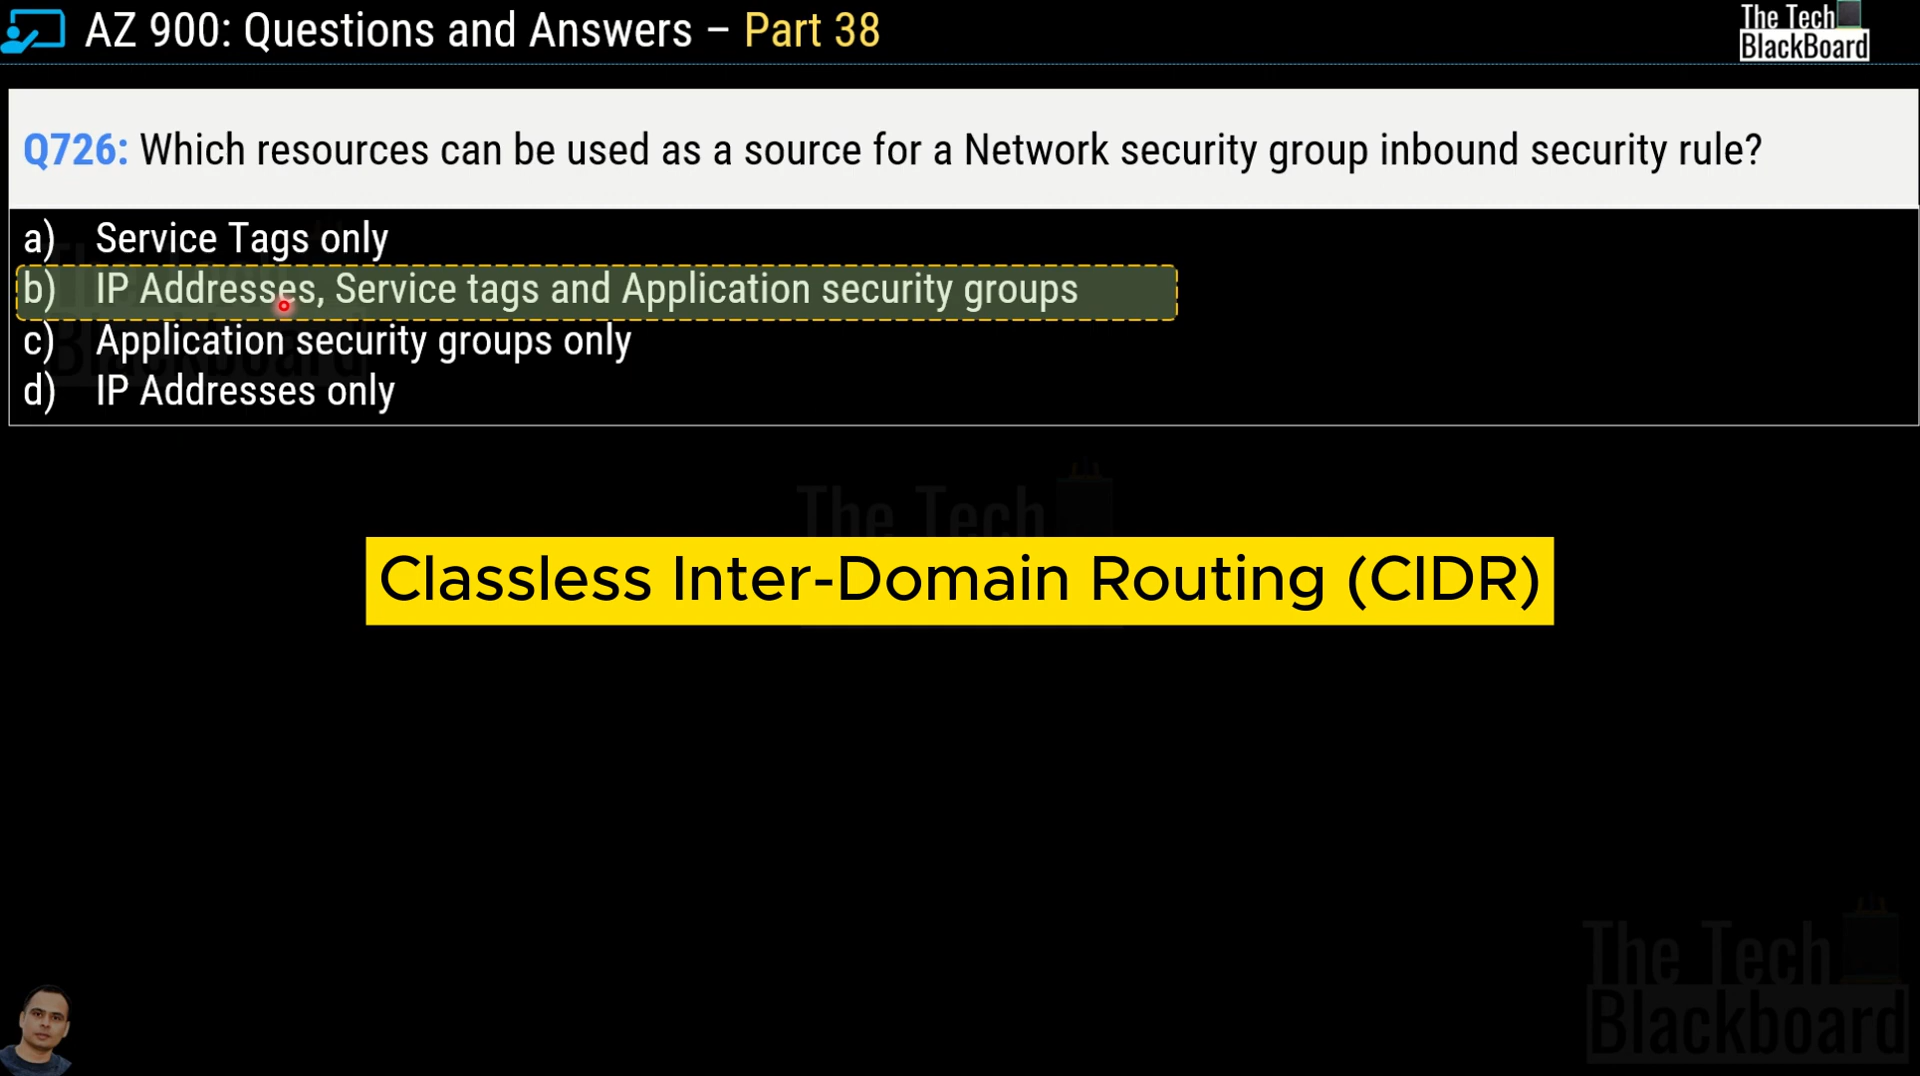 AZ 900: Questions and Answers – Part 38
The Tech
BlackBoard
Q726: Which resources can be used as a source for a Network security group inbound security rule?
a) Service Tags only
b) IP Addresses, Service tags and Application security groups
c) Application security groups only
d) IP Addresses only
The Tech
Classless Inter-Domain Routing (CIDR)
The Tech
Blackboard